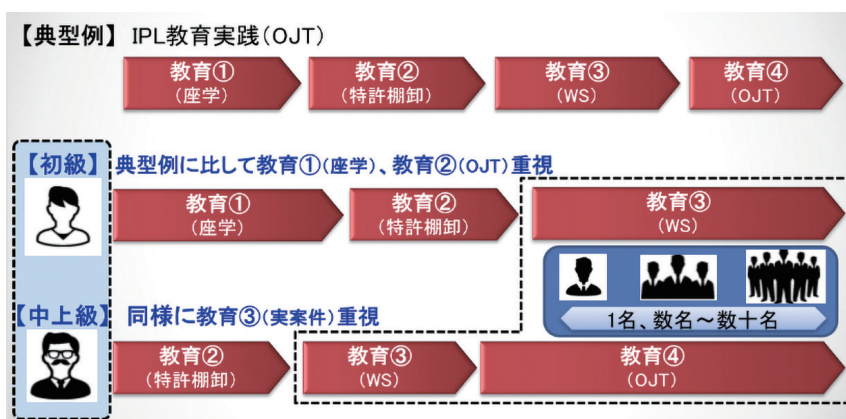 【典型例】 IPL教育実践(OJT)
教育①
(座学)
教育②
(特許棚卸)
教育③
(WS)
教育④
(OJT)
【初級】 典型例に比して教育①(座学)、教育②(OJT)重視
教育①
(座学)
教育②
(特許棚卸)
教育③
(WS)
1名、数名~数十名
【中上級】 同様に教育③(実案件)重視
教育②
(特許棚卸)
教育③
(WS)
教育④
(OJT)